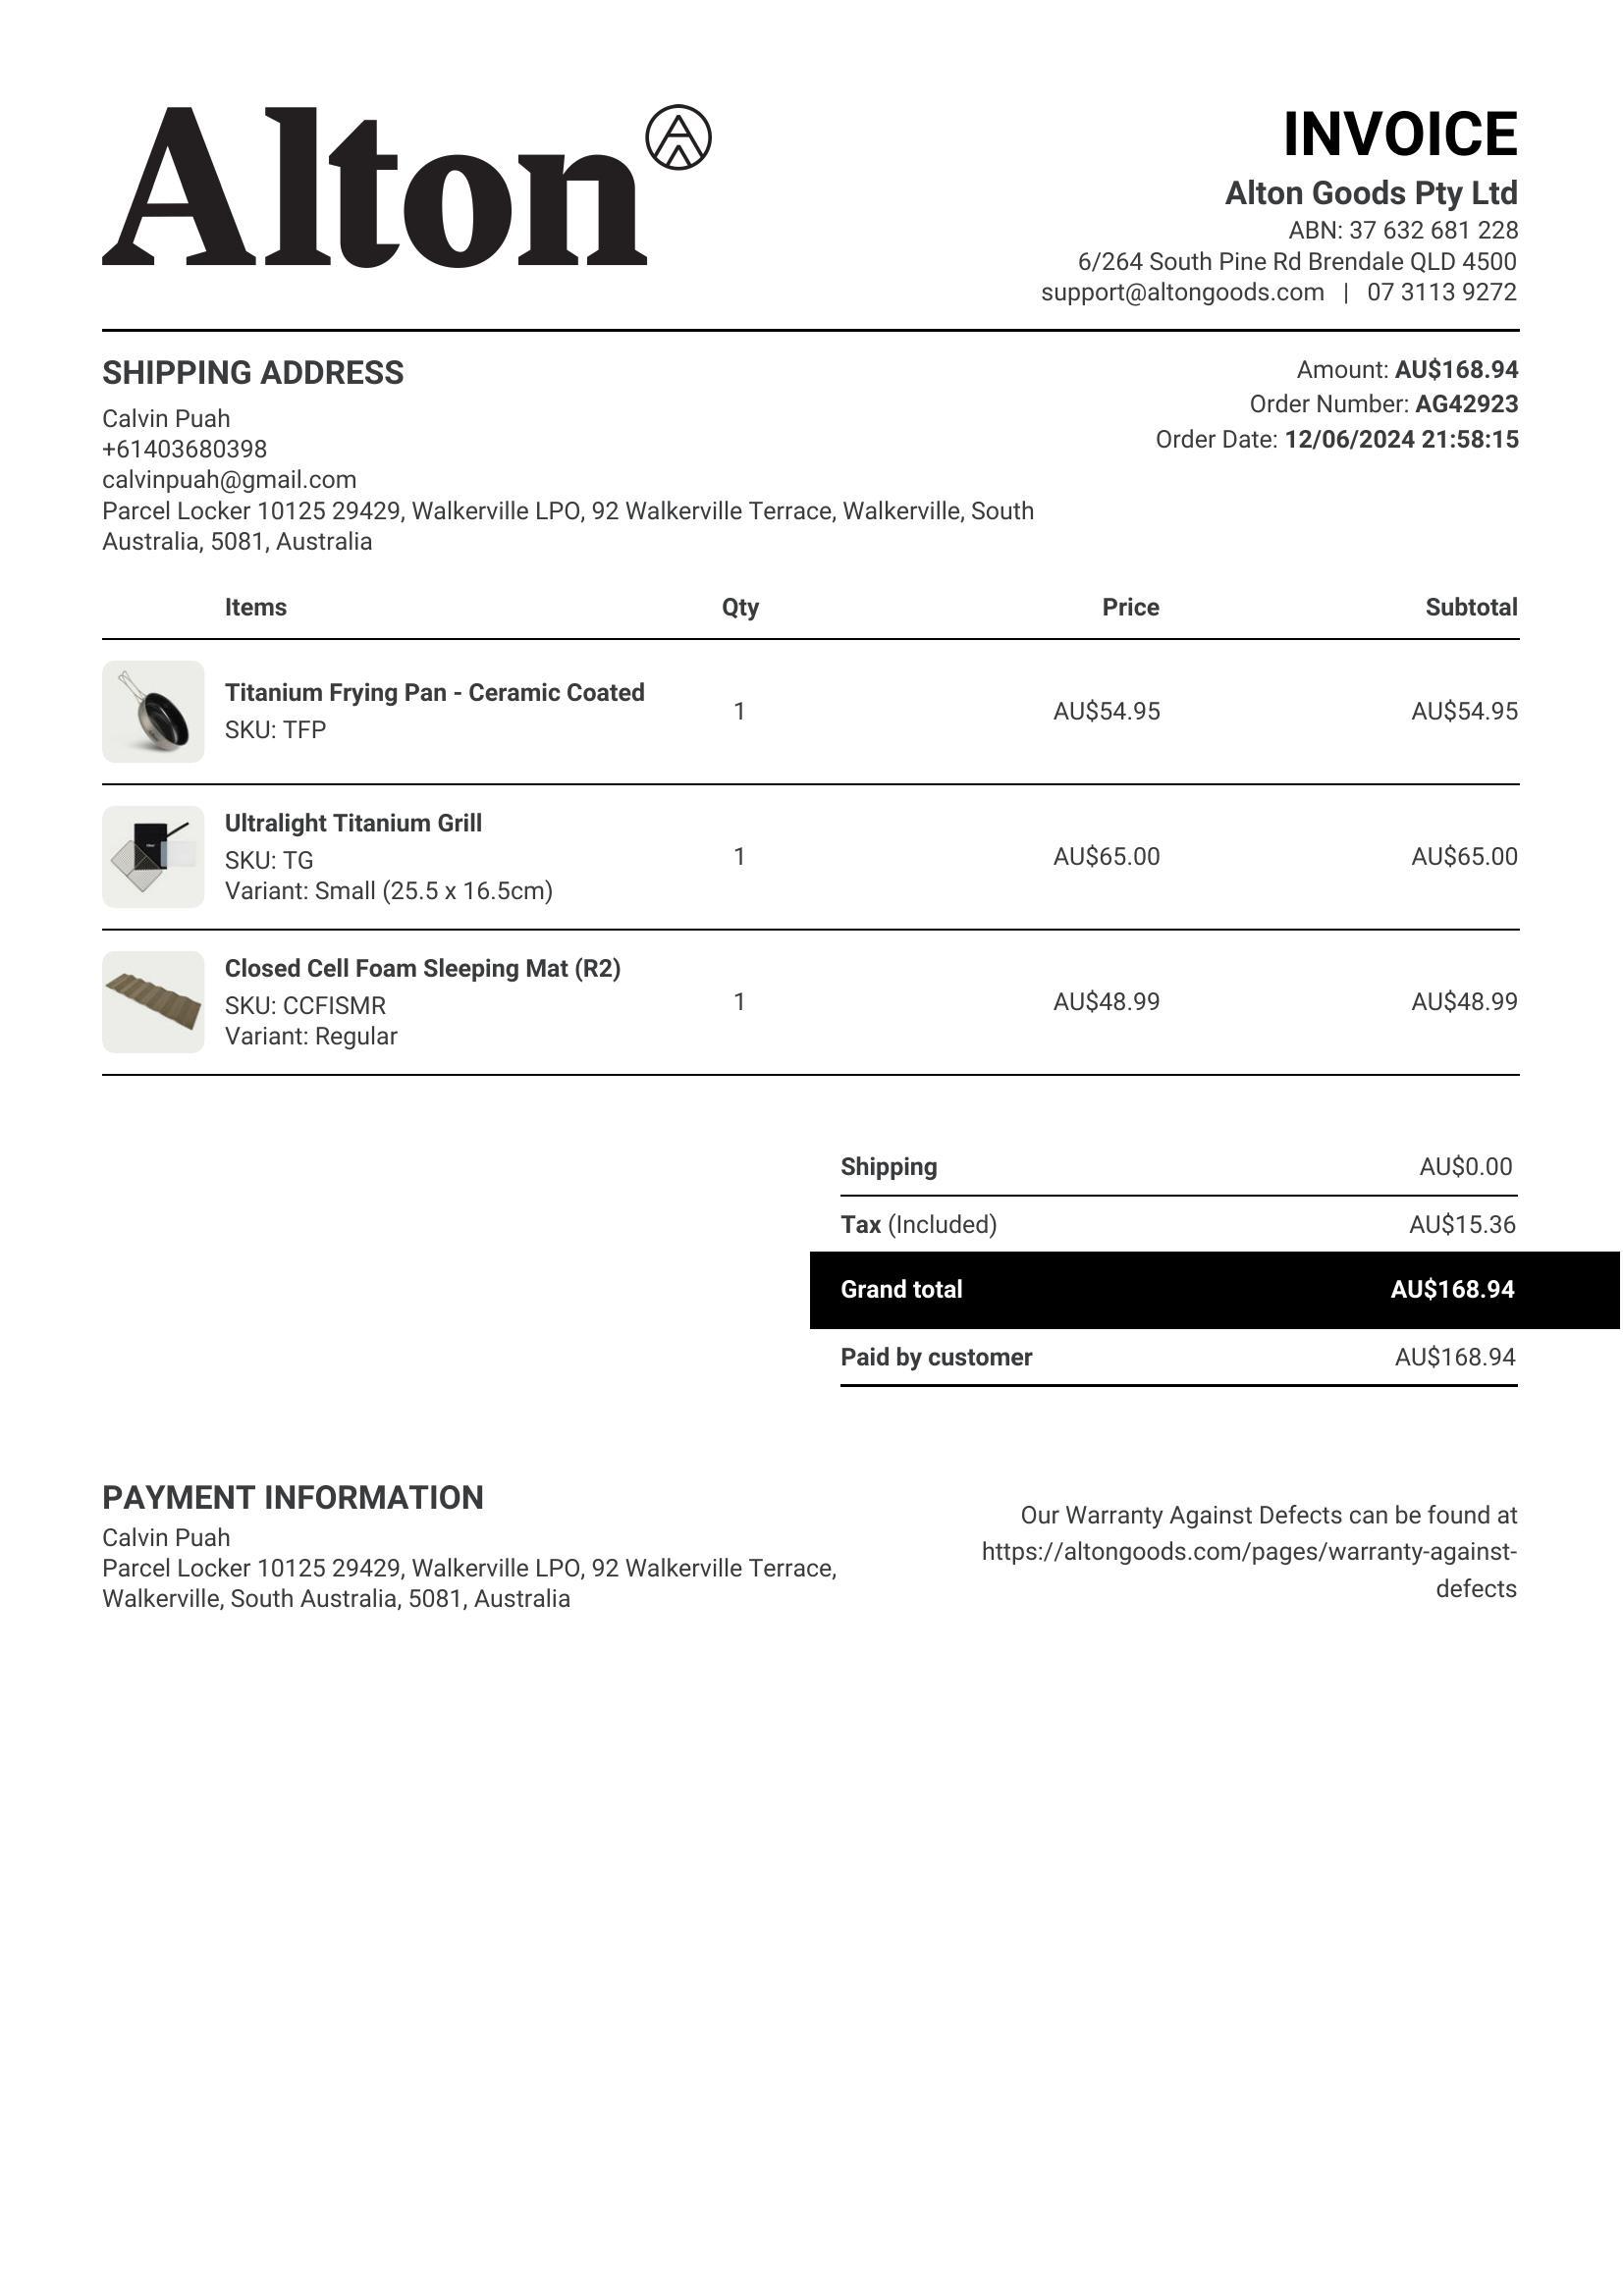 Alton
INVOICE
Alton Goods Pty Ltd
ABN: 37 632 681 228
6/264 South Pine Rd Brendale QLD 4500
support@altongoods.com | 07 3113 9272
SHIPPING ADDRESS
Calvin Puah
+61403680398
calvinpuah@gmail.com
Parcel Locker 10125 29429, Walkerville LPO, 92 Walkerville Terrace, Walkerville, South
Australia, 5081, Australia
Amount: AU$168.94
Order Number: AG42923
Order Date: 12/06/2024 21:58:15
Items Qty Price Subtotal
Titanium Frying Pan - Ceramic Coated
SKU: TFP
1 AU$54.95 AU$54.95
Ultralight Titanium Grill
SKU: TG
Variant: Small (25.5 x 16.5cm)
1 AU$65.00 AU$65.00
Closed Cell Foam Sleeping Mat (R2)
SKU: CCFISMR
Variant: Regular
1 AU$48.99 AU$48.99
Shipping AU$0.00
Tax (Included) AU$15.36
Grand total AU$168.94
Paid by customer AU$168.94
PAYMENT INFORMATION
Calvin Puah
Parcel Locker 10125 29429, Walkerville LPO, 92 Walkerville Terrace,
Walkerville, South Australia, 5081, Australia
Our Warranty Against Defects can be found at
https://altongoods.com/pages/warranty-against-
defects